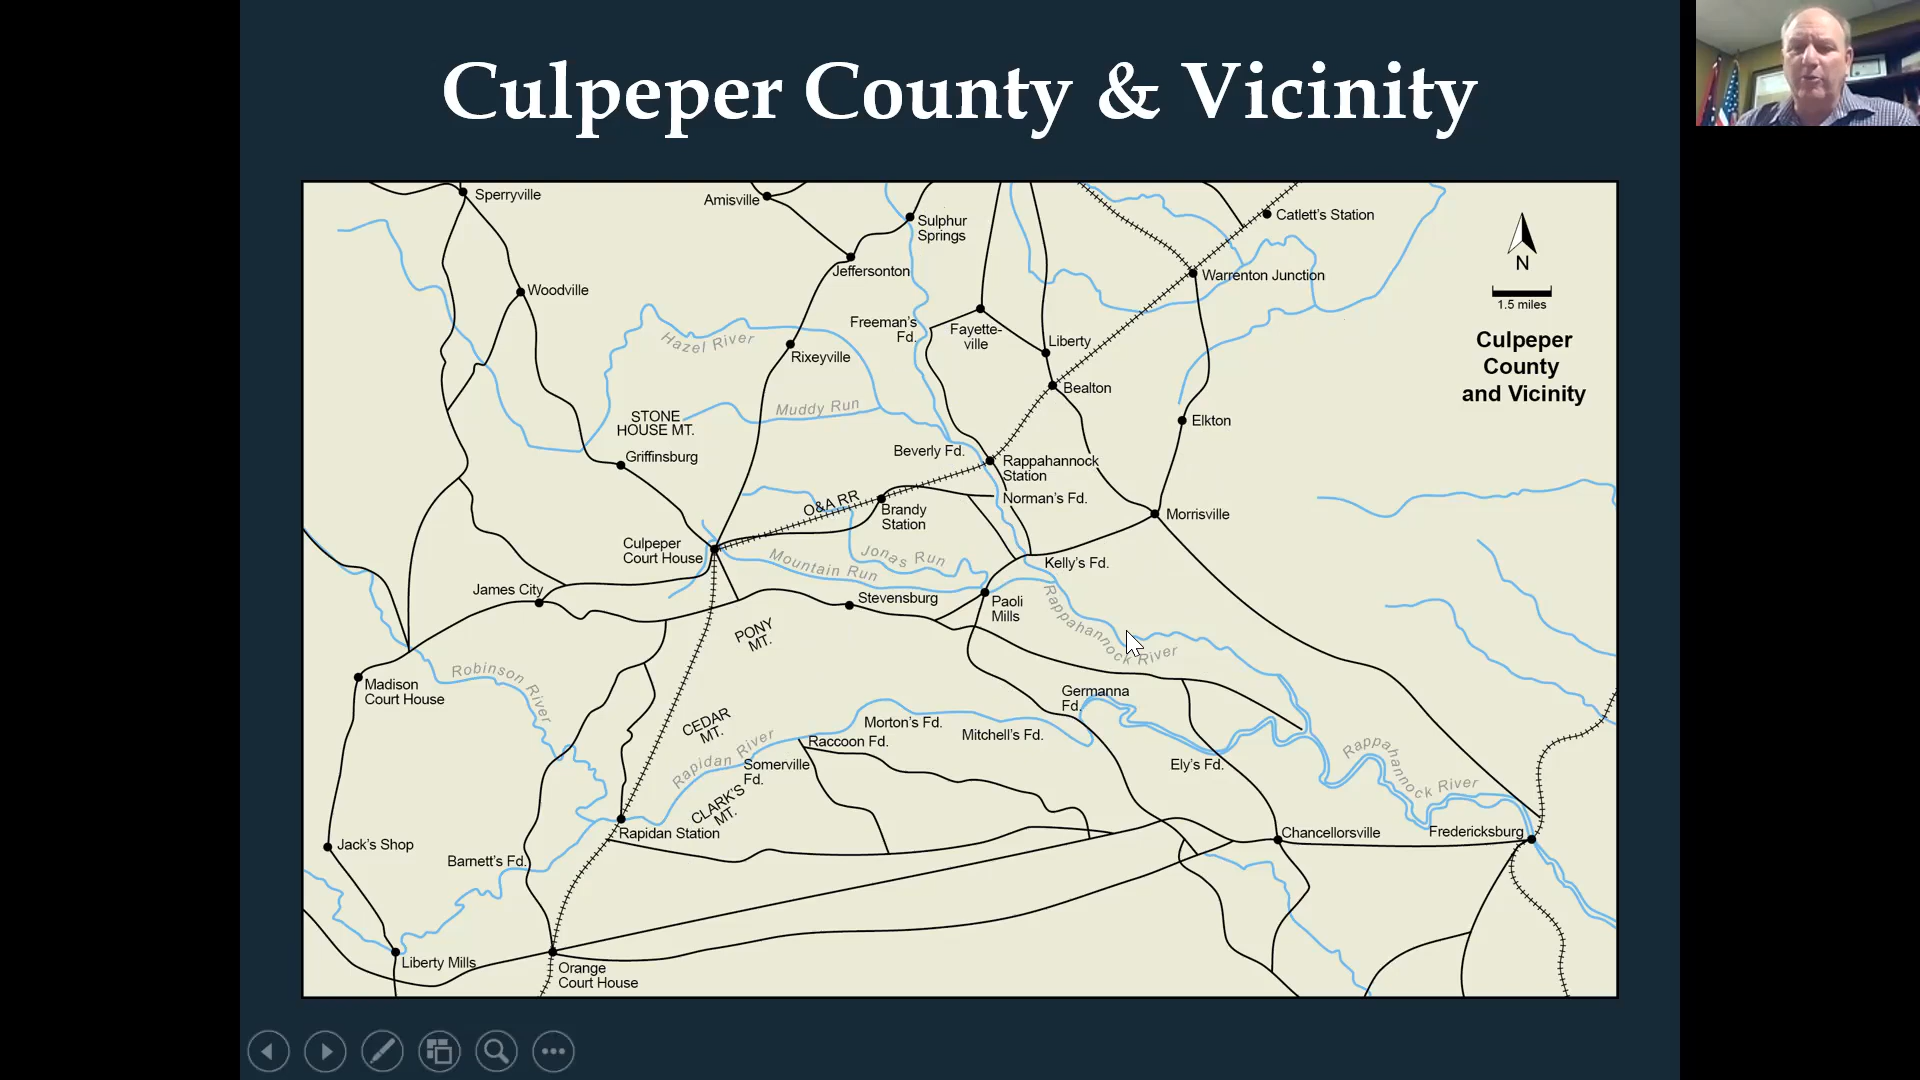 Culpeper County & Vicinity
Sperryville
Amisville
Sulphur
Springs
Catlett's Station
N
1.5 miles
Culpeper
County
and Vicinity
Jeffersonton
Warrenton Junction
Woodville
Freeman's
Fd.
Fayette-
ville
Liberty
Hazel River
Rixeyville
Bealton
Muddy Run
STONE
HOUSE MT.
Elkton
Griffinsburg
Beverly Fd.
Rappahannock
Station
O&A RR
Norman's Fd.
Brandy
Station
Morrisville
Culpeper
Court House
Jonas Run
Mountain Run
Kelly's Fd.
James City
Stevensburg
Paoli
Mills
Rappahannock River
PONY
MT.
Robinson River
Madison
Court House
Germanna
Fd.
CEDAR
MT.
Morton's Fd.
Mitchell's Fd.
Rapidan River
Raccoon Fd.
Somerville
Fd.
Ely's Fd.
Rappahannock River
CLARK'S
MT.
Rapidan Station
Chancellorsville
Fredericksburg
Jack's Shop
Barnett's Fd.
Liberty Mills
Orange
Court House